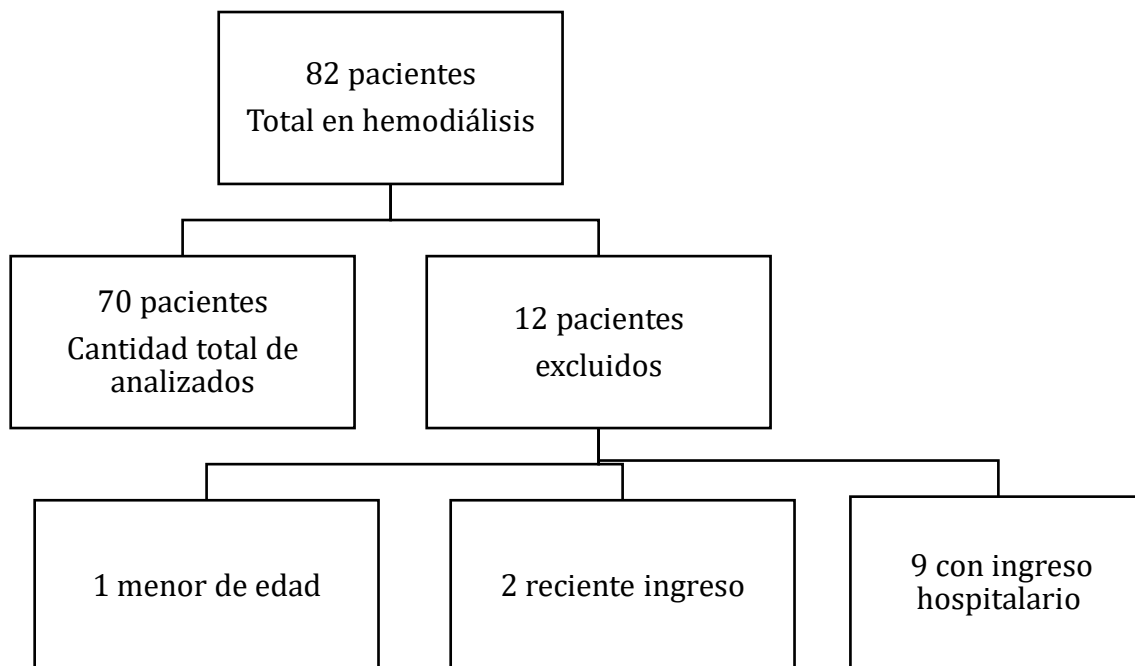 82 pacientes
Total en hemodiálisis
70 pacientes
Cantidad total de
analizados
12 pacientes
excluidos
1 menor de edad
2 reciente ingreso
9 con ingreso
hospitalario